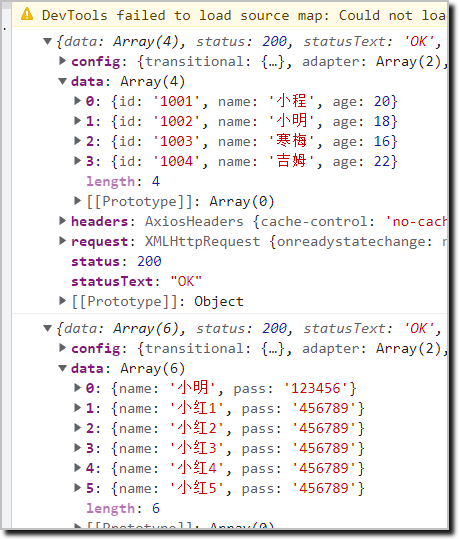 DevTools failed to load source map: Could not loa
▼{data: Array(4), status: 200, statusText: 'OK',
▶config: {transitional: {…}, adapter: Array(2),
▼data: Array(4)
▶0: {id: '1001', name: '小程', age: 20}
▶1: {id: '1002', name: '小明', age: 18}
▶2: {id: '1003', name: '寒梅', age: 16}
▶3: {id: '1004', name: '吉姆', age: 22}
length: 4
▶[[Prototype]]: Array(0)
▶headers: AxiosHeaders {cache-control: 'no-cach
▶request: XMLHttpRequest {onreadystatechange: n
status: 200
statusText: "OK"
▶[[Prototype]]: Object
▼{data: Array(6), status: 200, statusText: 'OK',
▶config: {transitional: {…}, adapter: Array(2),
▼data: Array(6)
▶0: {name: '小明', pass: '123456'}
▶1: {name: '小红1', pass: '456789'}
▶2: {name: '小红2', pass: '456789'}
▶3: {name: '小红3', pass: '456789'}
▶4: {name: '小红4', pass: '456789'}
▶5: {name: '小红5', pass: '456789'}
length: 6
▶[[Prototype]]: Array(0)